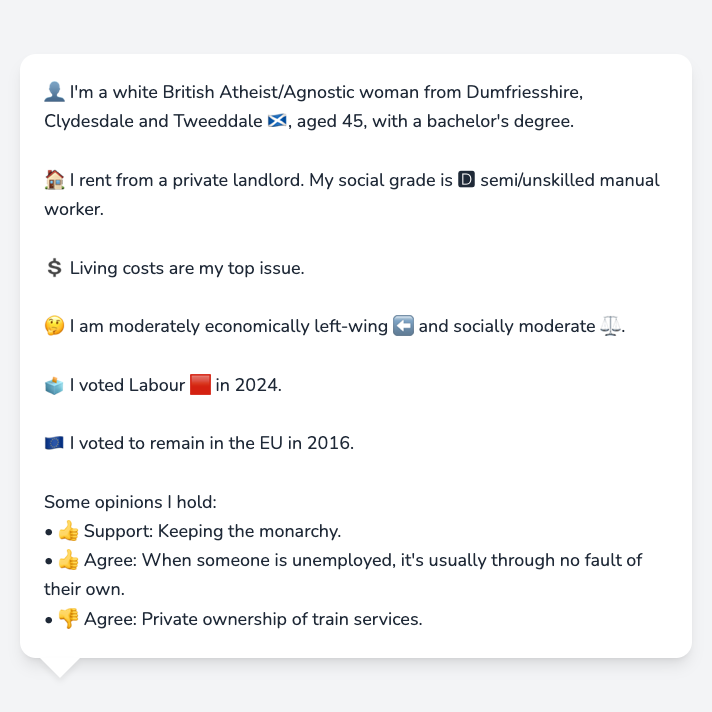 👤 I'm a white British Atheist/Agnostic woman from Dumfriesshire,
Clydesdale and Tweeddale 🏴󠁧󠁢󠁳󠁣󠁴󠁿, aged 45, with a bachelor's degree.
🏠 I rent from a private landlord. My social grade is 🅳 semi/unskilled manual
worker.
💲 Living costs are my top issue.
🤔 I am moderately economically left-wing ⬅️ and socially moderate ⚖️.
🗳️ I voted Labour 🟥 in 2024.
🇪🇺 I voted to remain in the EU in 2016.
Some opinions I hold:
• 👍 Support: Keeping the monarchy.
• 👍 Agree: When someone is unemployed, it's usually through no fault of
their own.
• 👎 Agree: Private ownership of train services.